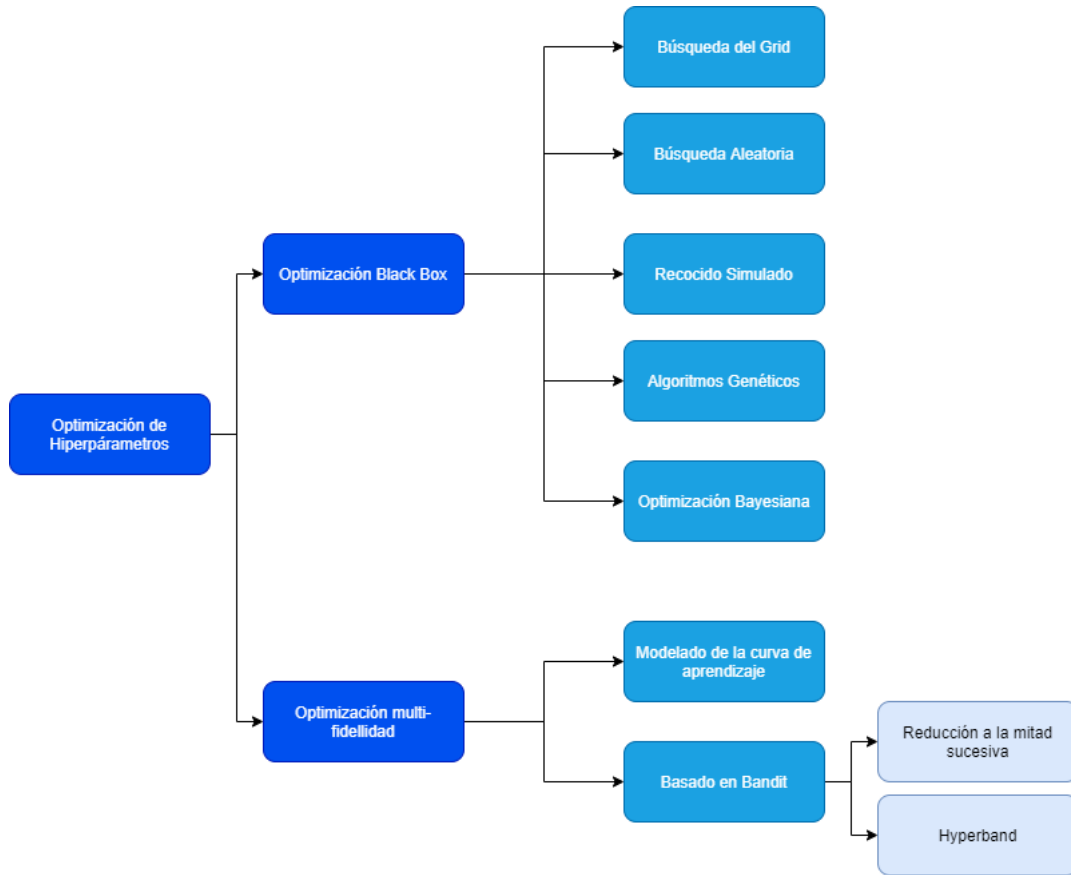 Búsqueda del Grid
Búsqueda Aleatoria
Optimización Black Box
Recocido Simulado
Algoritmos Genéticos
Optimización de
Hiperpárametros
Optimización Bayesiana
Modelado de la curva de
aprendizaje
Optimización multi-
fidellidad
Reducción a la mitad
sucesiva
Basado en Bandit
Hyperband